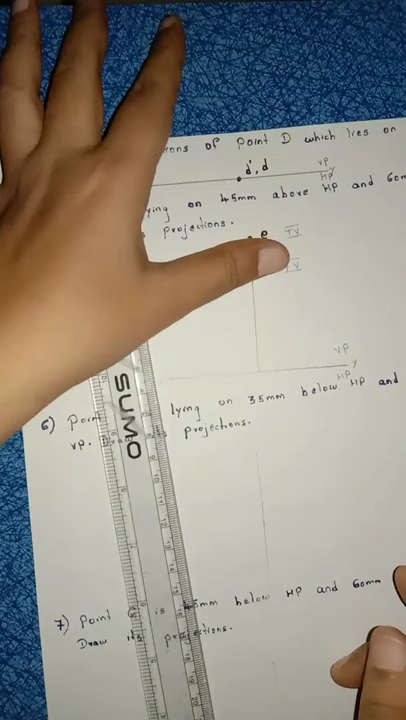 of Point D which lies on
d', d
VP
HP
y
lying on 45mm above HP and 60m
projections.
e
TV
VP
y
HP
SUMO
6) Point lying on 35mm below HP and
VP. projections.
7) Point is 45mm below HP and 60mm
Draw its projections.